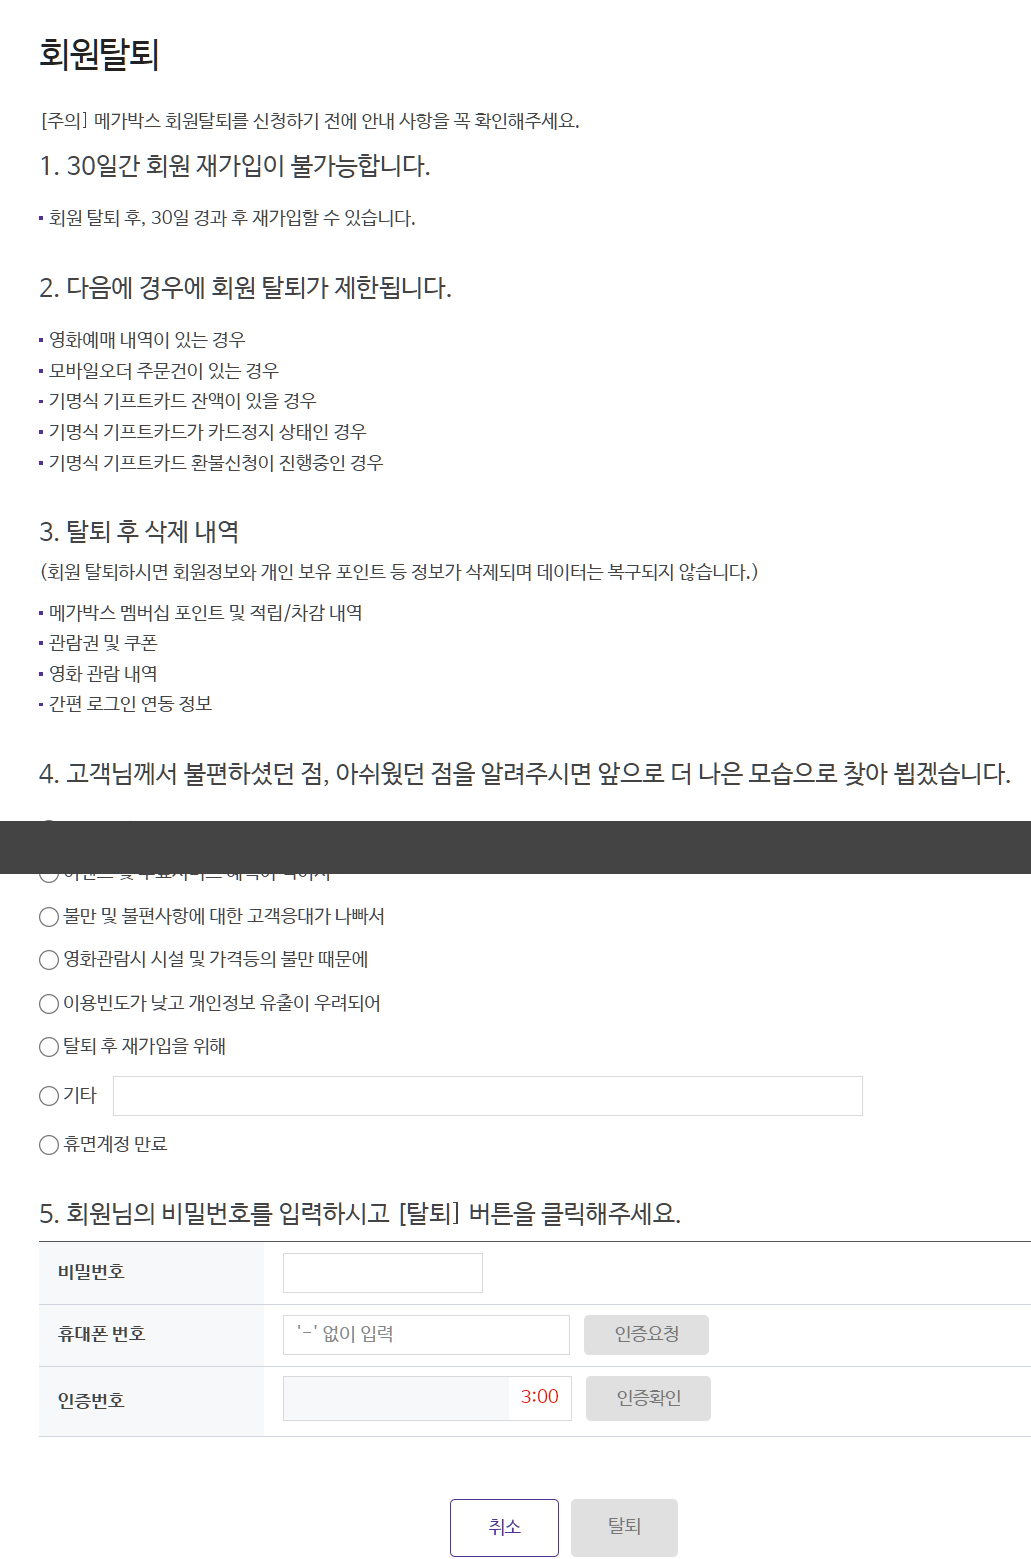 회원탈퇴
[주의] 메가박스 회원탈퇴를 신청하기 전에 안내 사항을 꼭 확인해주세요.
1. 30일간 회원 재가입이 불가능합니다.
회원 탈퇴 후, 30일 경과 후 재가입할 수 있습니다.
2. 다음에 경우에 회원 탈퇴가 제한됩니다.
영화예매 내역이 있는 경우
모바일오더 주문건이 있는 경우
기명식 기프트카드 잔액이 있을 경우
기명식 기프트카드가 카드정지 상태인 경우
기명식 기프트카드 환불신청이 진행중인 경우
3. 탈퇴 후 삭제 내역
(회원 탈퇴하시면 회원정보와 개인 보유 포인트 등 정보가 삭제되며 데이터는 복구되지 않습니다.)
메가박스 멤버십 포인트 및 적립/차감 내역
관람권 및 쿠폰
영화 관람 내역
간편 로그인 연동 정보
4. 고객님께서 불편하셨던 점, 아쉬웠던 점을 알려주시면 앞으로 더 나은 모습으로 찾아 뵙겠습니다.
불만 및 불편사항에 대한 고객응대가 나빠서
영화관람시 시설 및 가격등의 불만 때문에
이용빈도가 낮고 개인정보 유출이 우려되어
탈퇴 후 재가입을 위해
기타
휴면계정 만료
5. 회원님의 비밀번호를 입력하시고 [탈퇴] 버튼을 클릭해주세요.
비밀번호
휴대폰 번호 '-' 없이 입력 인증요청
인증번호 3:00 인증확인
취소 탈퇴